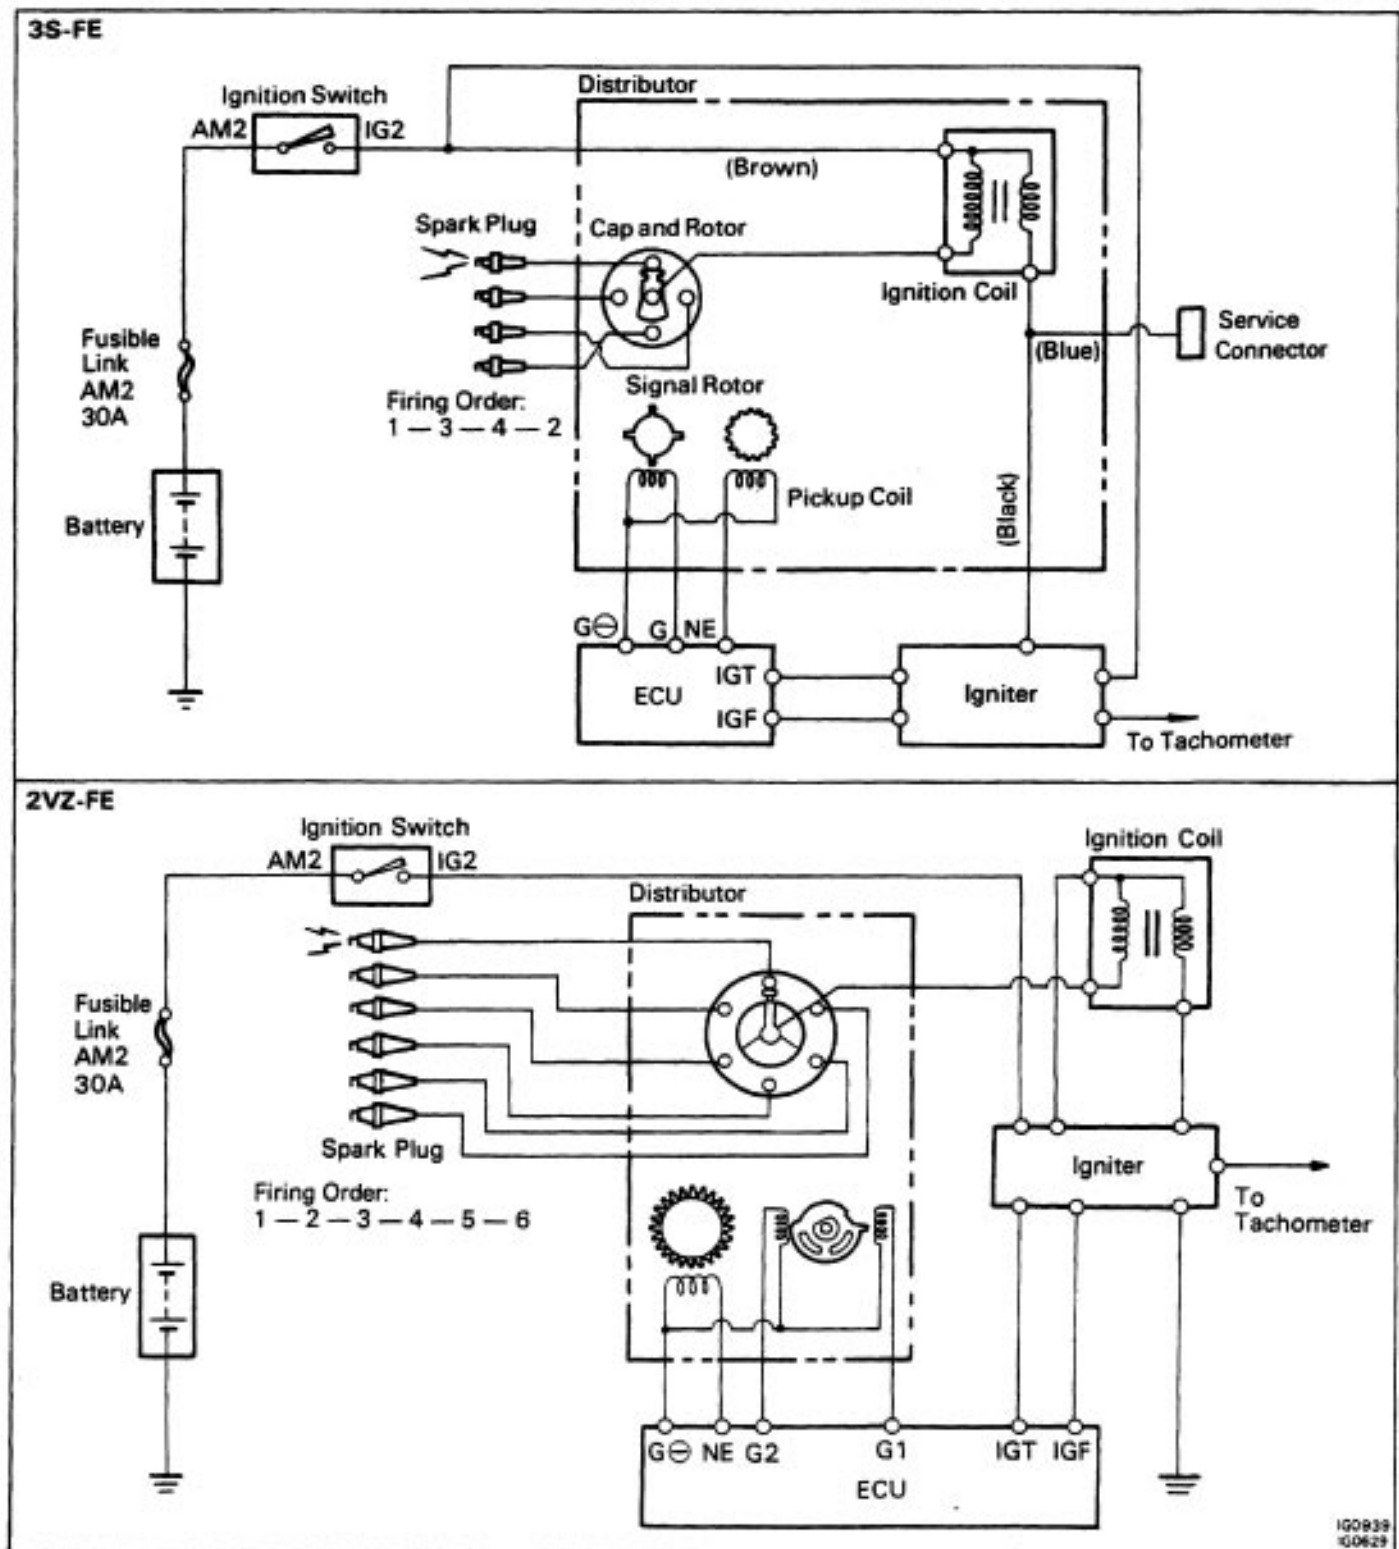 3S-FE
Distributor
Ignition Switch
AM2
IG2
(Brown)
Spark Plug
Cap and Rotor
Ignition Coil
Service
Connector
(Blue)
Fusible
Link
AM2
30A
Signal Rotor
Firing Order:
1 — 3 — 4 — 2
Pickup Coil
(Black)
Battery
G⊖
G
NE
IGT
ECU
IGF
Igniter
To Tachometer
2VZ-FE
Ignition Switch
AM2
IG2
Ignition Coil
Distributor
Fusible
Link
AM2
30A
Spark Plug
Igniter
Firing Order:
1 — 2 — 3 — 4 — 5 — 6
To
Tachometer
Battery
G⊖
NE
G2
G1
IGT
IGF
ECU
IG0939
IG0629